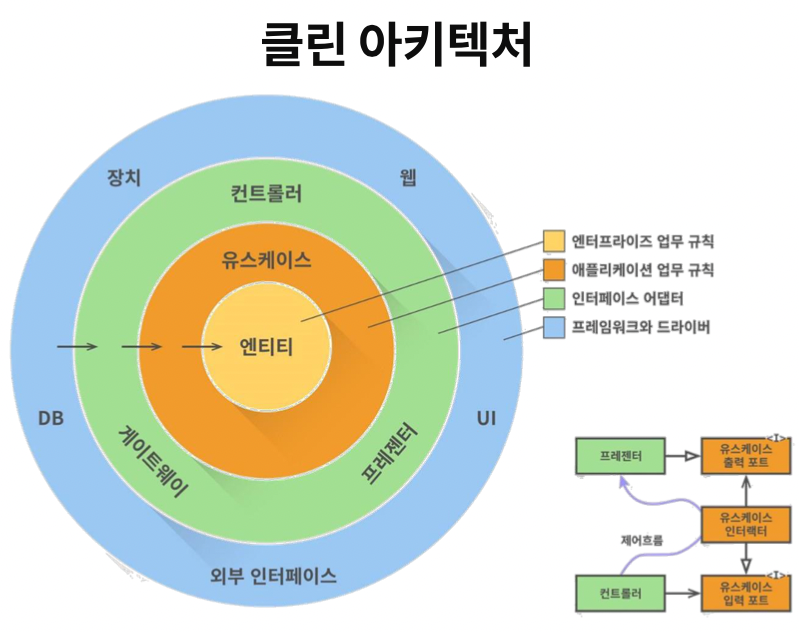 클린 아키텍처
장치
웹
컨트롤러
유스케이스
엔티티
DB
UI
게이트웨이
프레젠터
외부 인터페이스
엔터프라이즈 업무 규칙
애플리케이션 업무 규칙
인터페이스 어댑터
프레임워크와 드라이버
프레젠터
<I>
유스케이스
출력 포트
유스케이스
인터랙터
제어흐름
컨트롤러
<I>
유스케이스
입력 포트